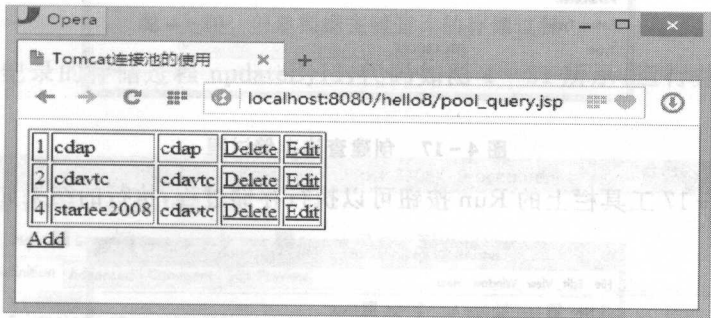 Opera
Tomcat连接池的使用
localhost:8080/hello8/pool_query.jsp
1 cdap cdap Delete Edit
2 cdavtc cdavtc Delete Edit
4 starlee2008 cdavtc Delete Edit
Add